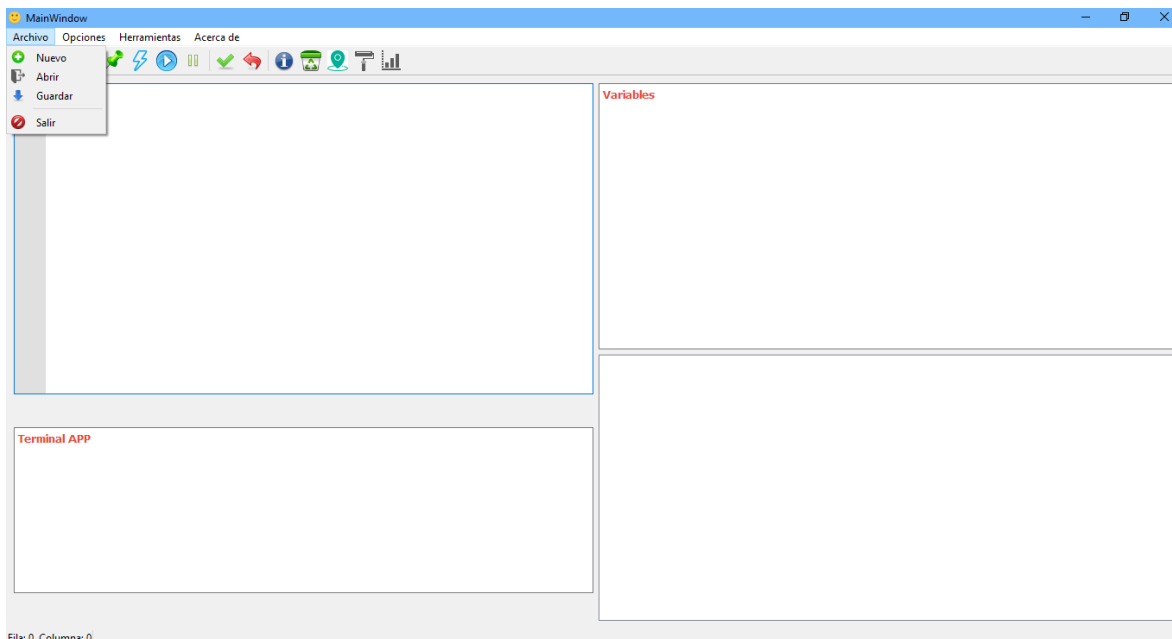 MainWindow
Archivo Opciones Herramientas Acerca de
Nuevo
Abrir
Guardar
Salir
Variables
Terminal APP
Fila: 0 Columna: 0